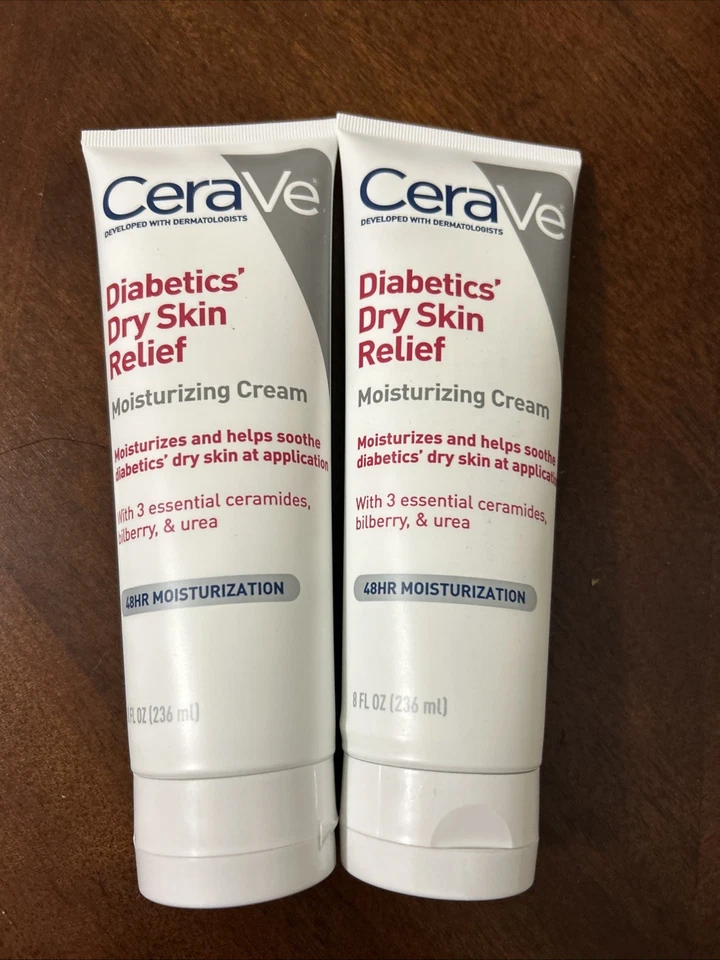 CeraVe
DEVELOPED WITH DERMATOLOGISTS
Diabetics'
Dry Skin
Relief
Moisturizing Cream
Moisturizes and helps soothe
diabetics' dry skin at application
With 3 essential ceramides,
bilberry, & urea
48HR MOISTURIZATION
FL OZ (236 ml)
CeraVe
DEVELOPED WITH DERMATOLOGISTS
Diabetics'
Dry Skin
Relief
Moisturizing Cream
Moisturizes and helps soothe
diabetics' dry skin at application
With 3 essential ceramides,
bilberry, & urea
48HR MOISTURIZATION
8 FL OZ (236 ml)